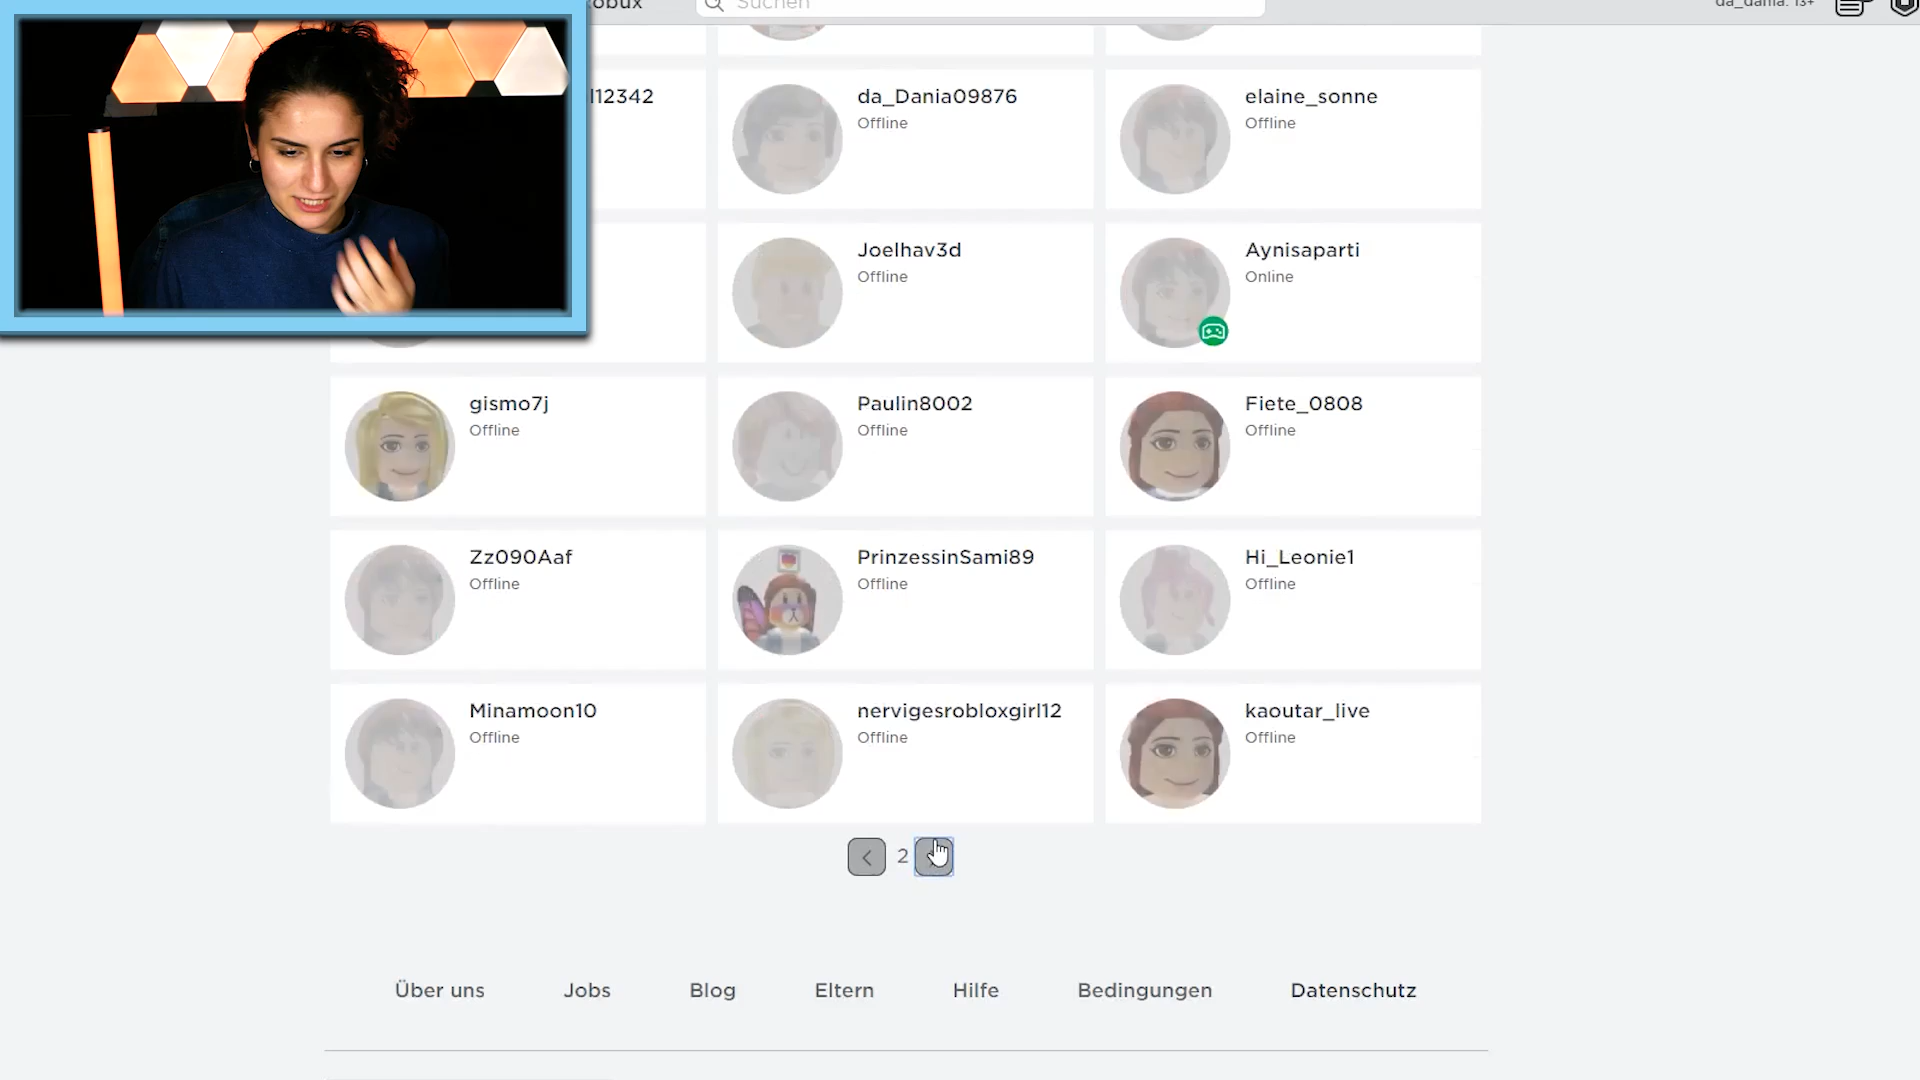 Suchen
da_dania: 13+
l12342
da_Dania09876
Offline
elaine_sonne
Offline
Joelhav3d
Offline
Aynisaparti
Online
gismo7j
Offline
Paulin8002
Offline
Fiete_0808
Offline
Zz090Aaf
Offline
PrinzessinSami89
Offline
Hi_Leonie1
Offline
Minamoon10
Offline
nervigesrobloxgirl12
Offline
kaoutar_live
Offline
2
Über uns
Jobs
Blog
Eltern
Hilfe
Bedingungen
Datenschutz